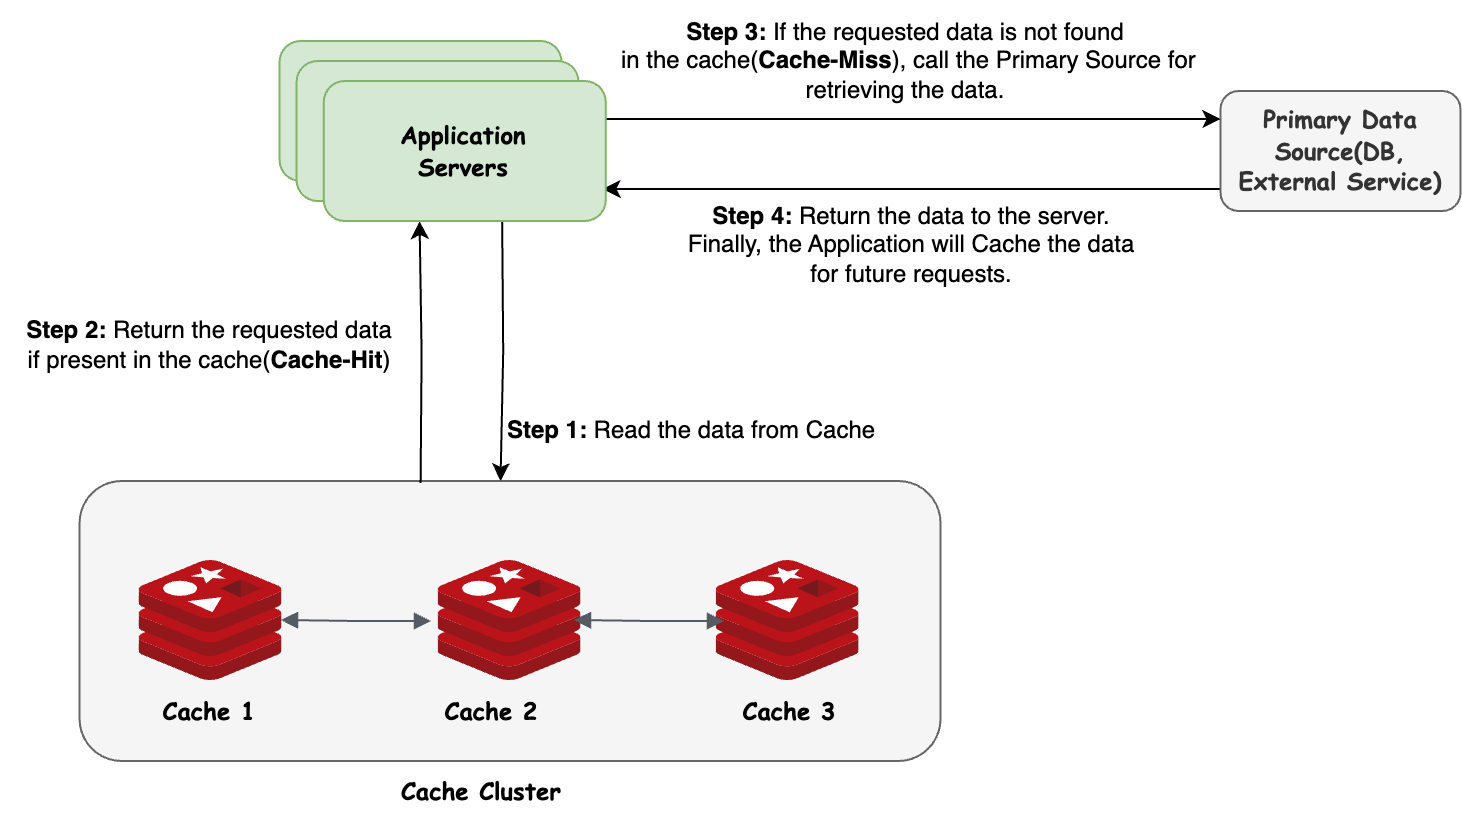 Step 3: If the requested data is not found
in the cache(Cache-Miss), call the Primary Source for
retrieving the data.
Application
Servers
Primary Data
Source(DB,
External Service)
Step 4: Return the data to the server.
Finally, the Application will Cache the data
for future requests.
Step 2: Return the requested data
if present in the cache(Cache-Hit)
Step 1: Read the data from Cache
Cache 1
Cache 2
Cache 3
Cache Cluster